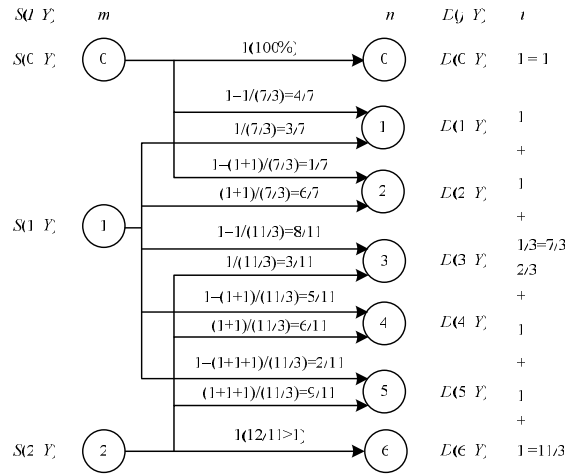 S(I Y) m n D(J Y) i
S(0 Y) 0 1(100%) 0 D(0 Y) 1=1
1-1/(7/3)=4/7
1/(7/3)=3/7
1 D(1 Y) 1
+
1-(1+1)/(7/3)=1/7
(1+1)/(7/3)=6/7
2 D(2 Y) 1
+
S(1 Y) 1
1-1/(11/3)=8/11
1/(11/3)=3/11
3 D(3 Y) 1/3=7/3
2/3
+
1-(1+1)/(11/3)=5/11
(1+1)/(11/3)=6/11
4 D(4 Y) 1
+
1-(1+1+1)/(11/3)=2/11
(1+1+1)/(11/3)=9/11
5 D(5 Y) 1
+
S(2 Y) 2 1(12/11>1) 6 D(6 Y) 1=11/3